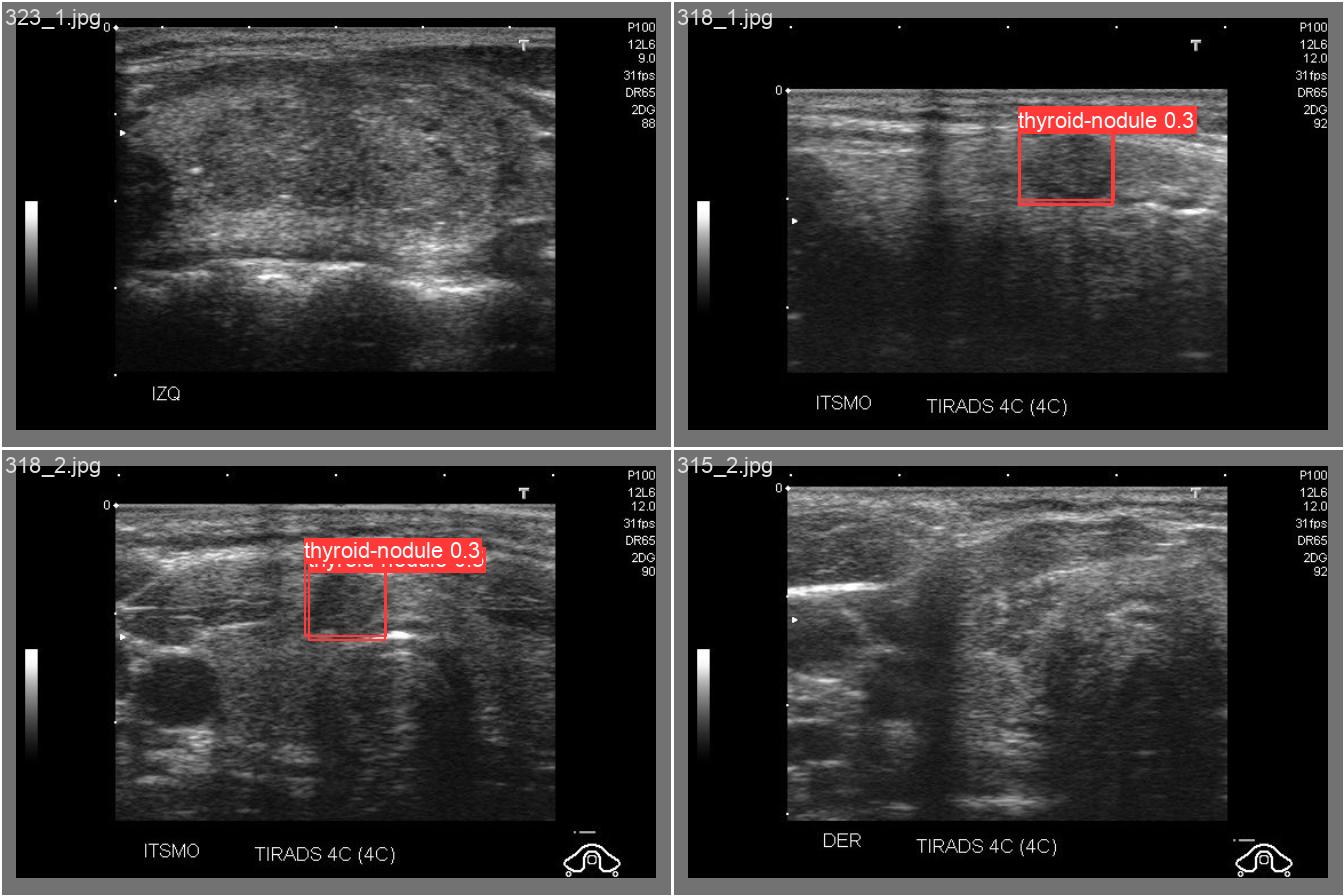 323_1.jpg
T
P100
12L6
9.0
31fps
DR65
2DG
88
0
IZQ
318_1.jpg
T
P100
12L6
12.0
31fps
DR65
2DG
92
0
thyroid-nodule 0.3
ITSMO TIRADS 4C (4C)
318_2.jpg
T
P100
12L6
12.0
31fps
DR65
2DG
90
0
thyroid-nodule 0.3
ITSMO TIRADS 4C (4C)
315_2.jpg
T
P100
12L6
12.0
31fps
DR65
2DG
92
0
DER TIRADS 4C (4C)